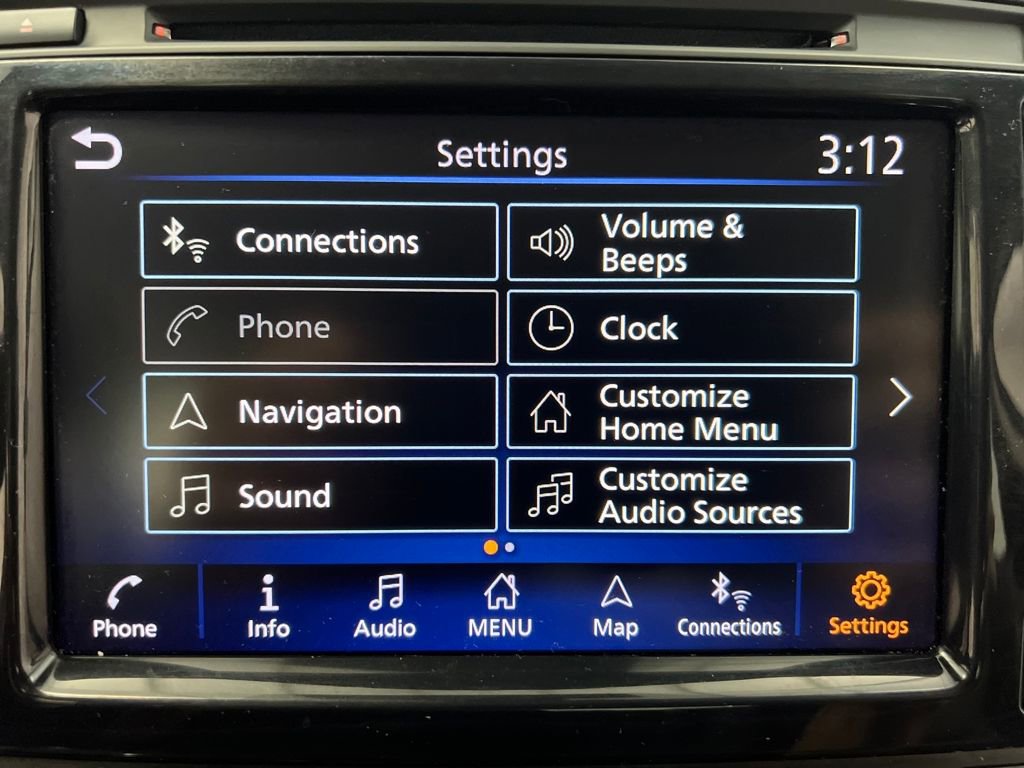 Settings
3:12
Connections
Volume &
Beeps
Phone
Clock
Navigation
Customize
Home Menu
Sound
Customize
Audio Sources
Phone
Info
Audio
MENU
Map
Connections
Settings